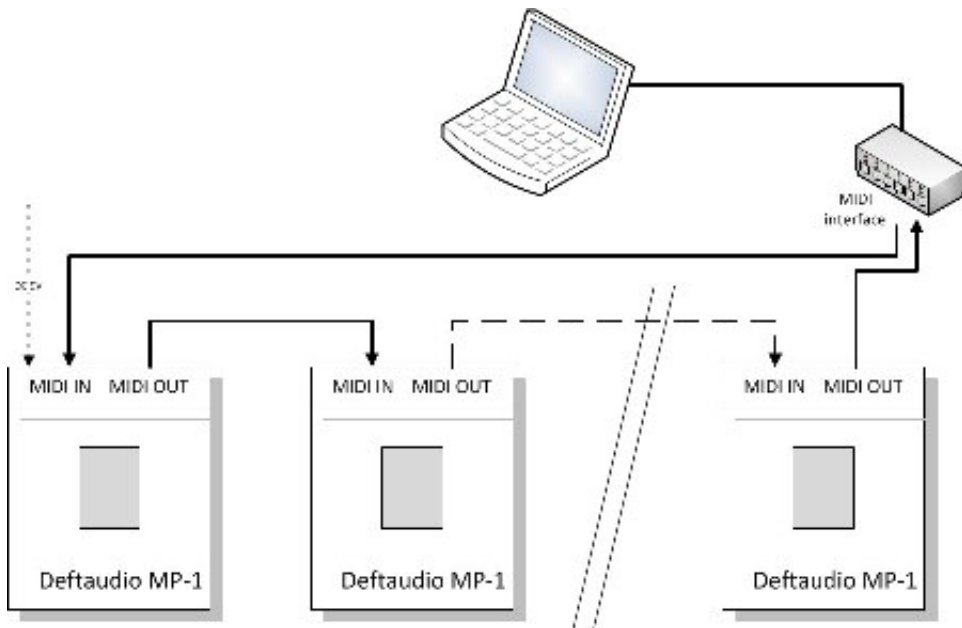 MIDI
interface
MIDI IN MIDI OUT
MIDI IN MIDI OUT
MIDI IN MIDI OUT
Deftaudio MP-1
Deftaudio MP-1
Deftaudio MP-1